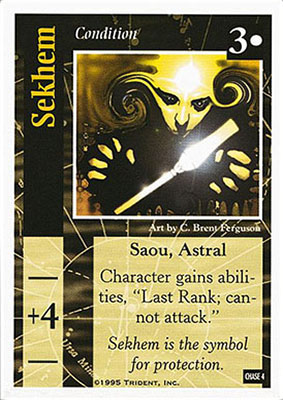 Sekhem
Condition
3•
Art by C. Brent Ferguson
—
+4
—
Saou, Astral
Character gains abili-
ties, “Last Rank; can-
not attack.”
Sekhem is the symbol
for protection.
©1995 TRIDENT, INC.
CHASE 4